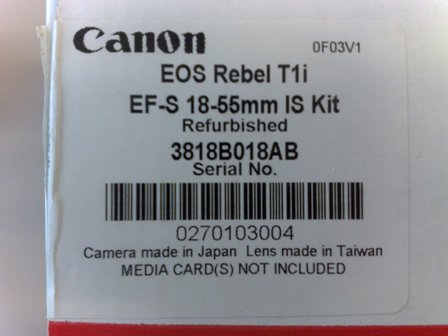 Canon 0F03V1
EOS Rebel T1i
EF-S 18-55mm IS Kit
Refurbished
3818B018AB
Serial No.
0270103004
Camera made in Japan Lens made in Taiwan
MEDIA CARD(S) NOT INCLUDED